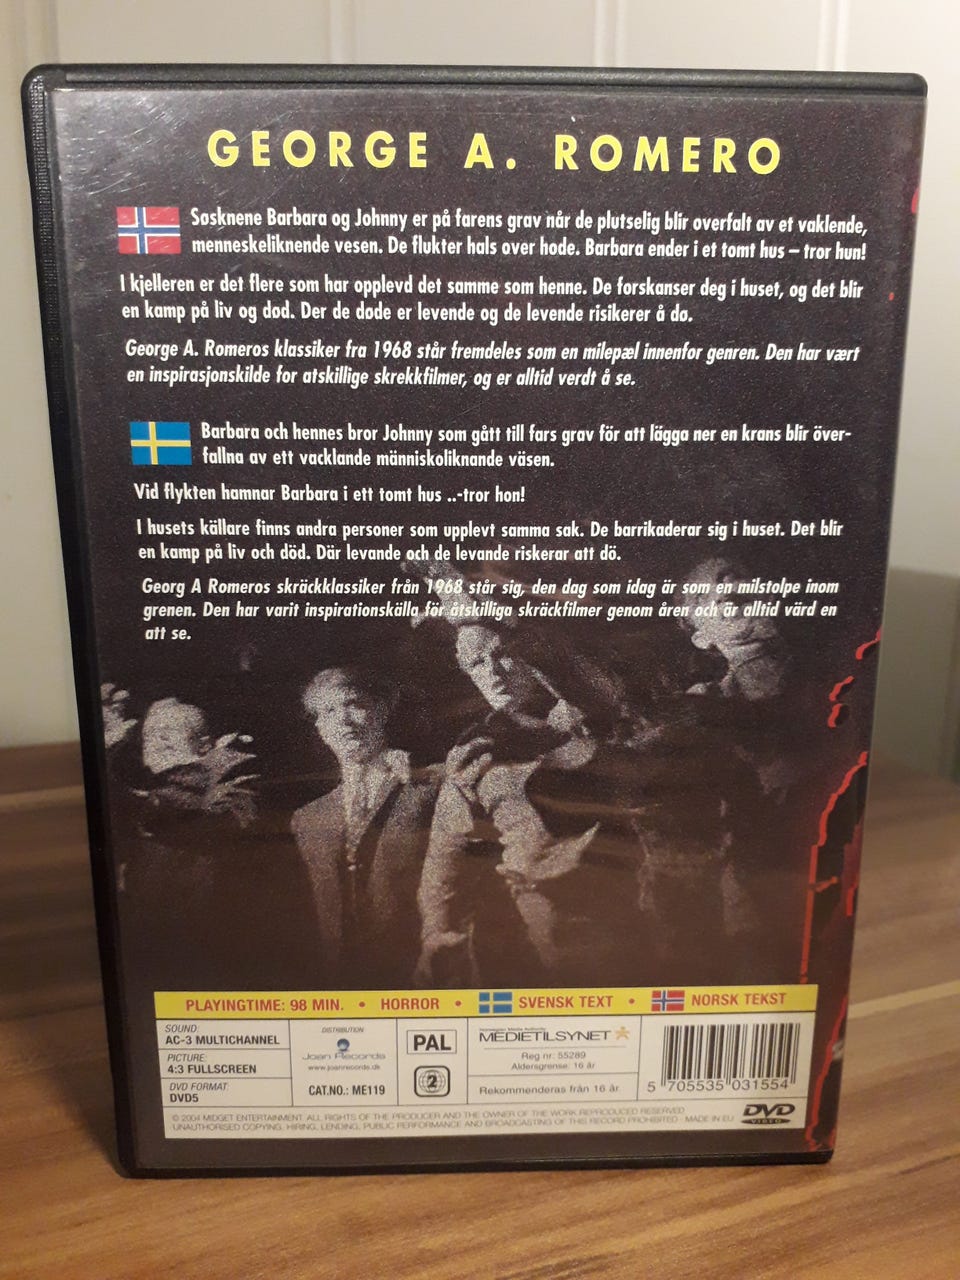 GEORGE A. ROMERO
Søsknene Barbara og Johnny er på farens grav når de plutselig blir overfalt av et vaklende,
menneskeliknende vesen. De flukter hals over hode. Barbara ender i et tomt hus – tror hun!
I kjelleren er det flere som har opplevd det samme som henne. De forskanser deg i huset, og det blir
en kamp på liv og død. Der de døde er levende og de levende risikerer å dø.
George A. Romeros klassiker fra 1968 står fremdeles som en milepæl innenfor genren. Den har vært
en inspirasjonskilde for atskillige skrekkfilmer, og er alltid verdt å se.
Barbara och hennes bror Johnny som gått till fars grav för att lägga ner en krans blir över-
fallna av ett vacklande människoliknande väsen.
Vid flykten hamnar Barbara i ett tomt hus ..-tror hon!
I husets källare finns andra personer som upplevt samma sak. De barrikaderar sig i huset. Det blir
en kamp på liv och död. Där levande och de levande riskerar att dö.
Georg A Romeros skräckklassiker från 1968 står sig, den dag som idag är som en milstolpe inom
grenen. Den har varit inspirationskälla för åtskilliga skräckfilmer genom åren och är alltid värd en
att se.
PLAYINGTIME: 98 MIN. • HORROR • SVENSK TEXT • NORSK TEKST
SOUND:
AC-3 MULTICHANNEL
PICTURE:
4:3 FULLSCREEN
DVD FORMAT:
DVD5
DISTRIBUTION
Joan Records
www.joanrecords.dk
CAT.NO.: ME119
PAL
2
Norwegian Media Authority
MEDIETILSYNET
Reg nr: 55289
Aldersgrense: 16 år
Rekommenderas från 16 år.
5 705535 031554
© 2004 MIDGET ENTERTAINMENT. ALL RIGHTS OF THE PRODUCER AND THE OWNER OF THE WORK REPRODUCED RESERVED
UNAUTHORISED COPYING, HIRING, LENDING, PUBLIC PERFORMANCE AND BROADCASTING OF THIS RECORD PROHIBITED - MADE IN EU
DVD
VIDEO